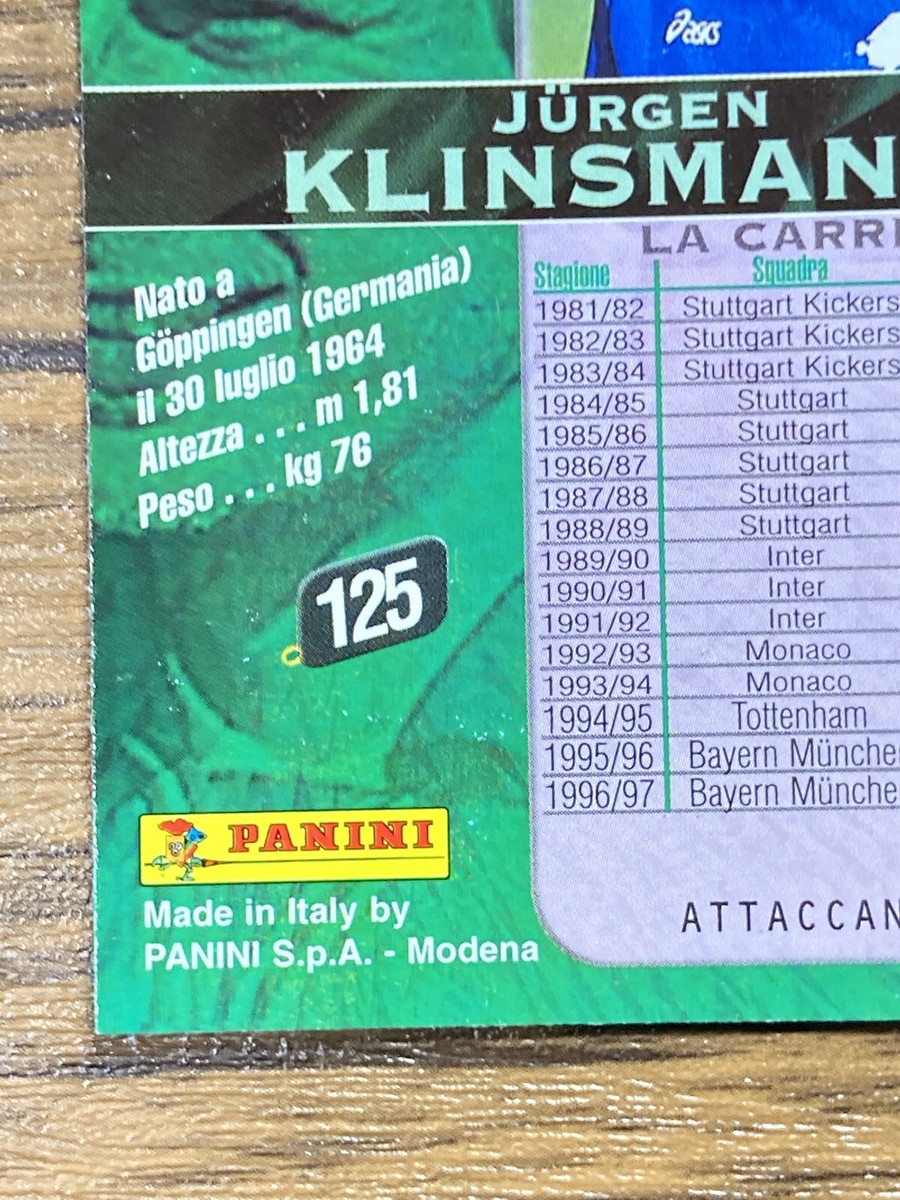 asics
JÜRGEN
KLINSMAN
LA CARRI
Nato a
Göppingen (Germania)
il 30 luglio 1964
Altezza . . . m 1,81
Peso . . . kg 76
125
Stagione Squadra
1981/82 Stuttgart Kickers
1982/83 Stuttgart Kickers
1983/84 Stuttgart Kickers
1984/85 Stuttgart
1985/86 Stuttgart
1986/87 Stuttgart
1987/88 Stuttgart
1988/89 Stuttgart
1989/90 Inter
1990/91 Inter
1991/92 Inter
1992/93 Monaco
1993/94 Monaco
1994/95 Tottenham
1995/96 Bayern Münche
1996/97 Bayern Münche
ATTACCAN
PANINI
Made in Italy by
PANINI S.p.A. - Modena